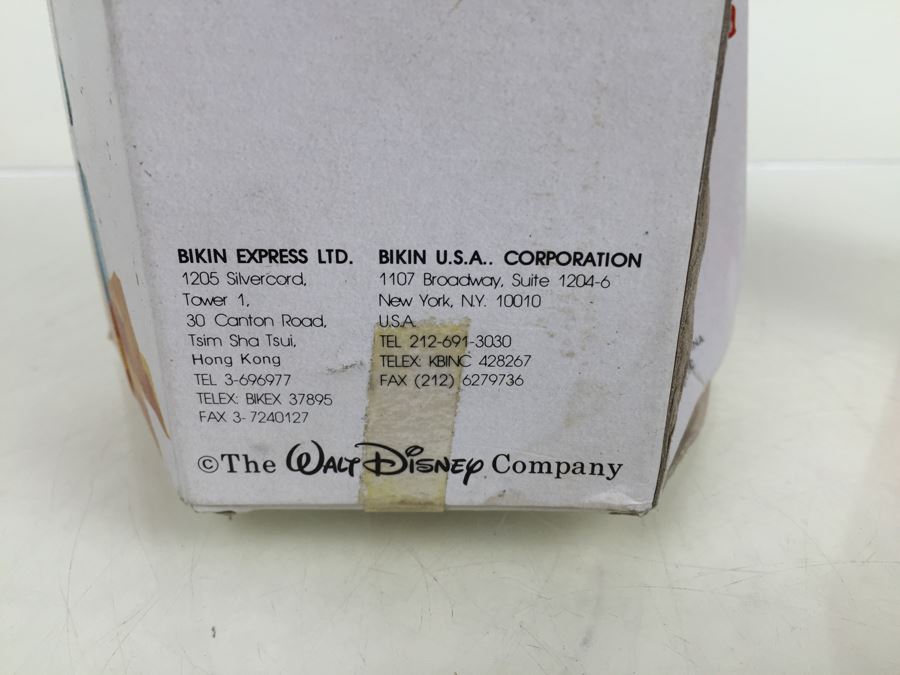 BIKIN EXPRESS LTD.
1205 Silvercord,
Tower 1,
30 Canton Road,
Tsim Sha Tsui,
Hong Kong
TEL 3-696977
TELEX: BIKEX 37895
FAX 3-7240127
BIKIN U.S.A.. CORPORATION
1107 Broadway, Suite 1204-6
New York, N.Y. 10010
U.S.A.
TEL 212-691-3030
TELEX: KBINC 428267
FAX (212) 6279736
©The WALT DISNEY Company